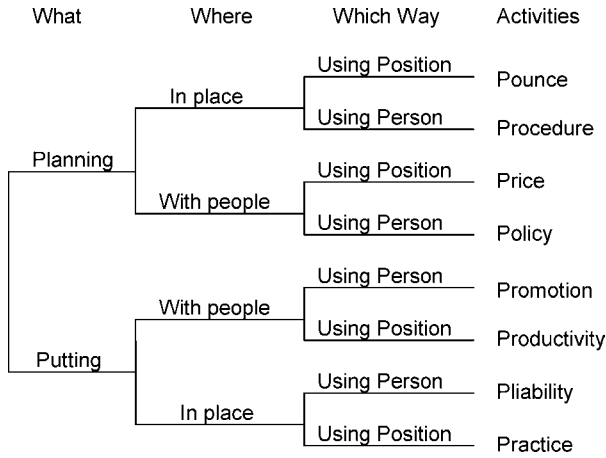 What Where Which Way Activities
Using Position Pounce
In place
Using Person Procedure
Planning
Using Position Price
With people
Using Person Policy
Using Person Promotion
With people
Using Position Productivity
Putting
Using Person Pliability
In place
Using Position Practice